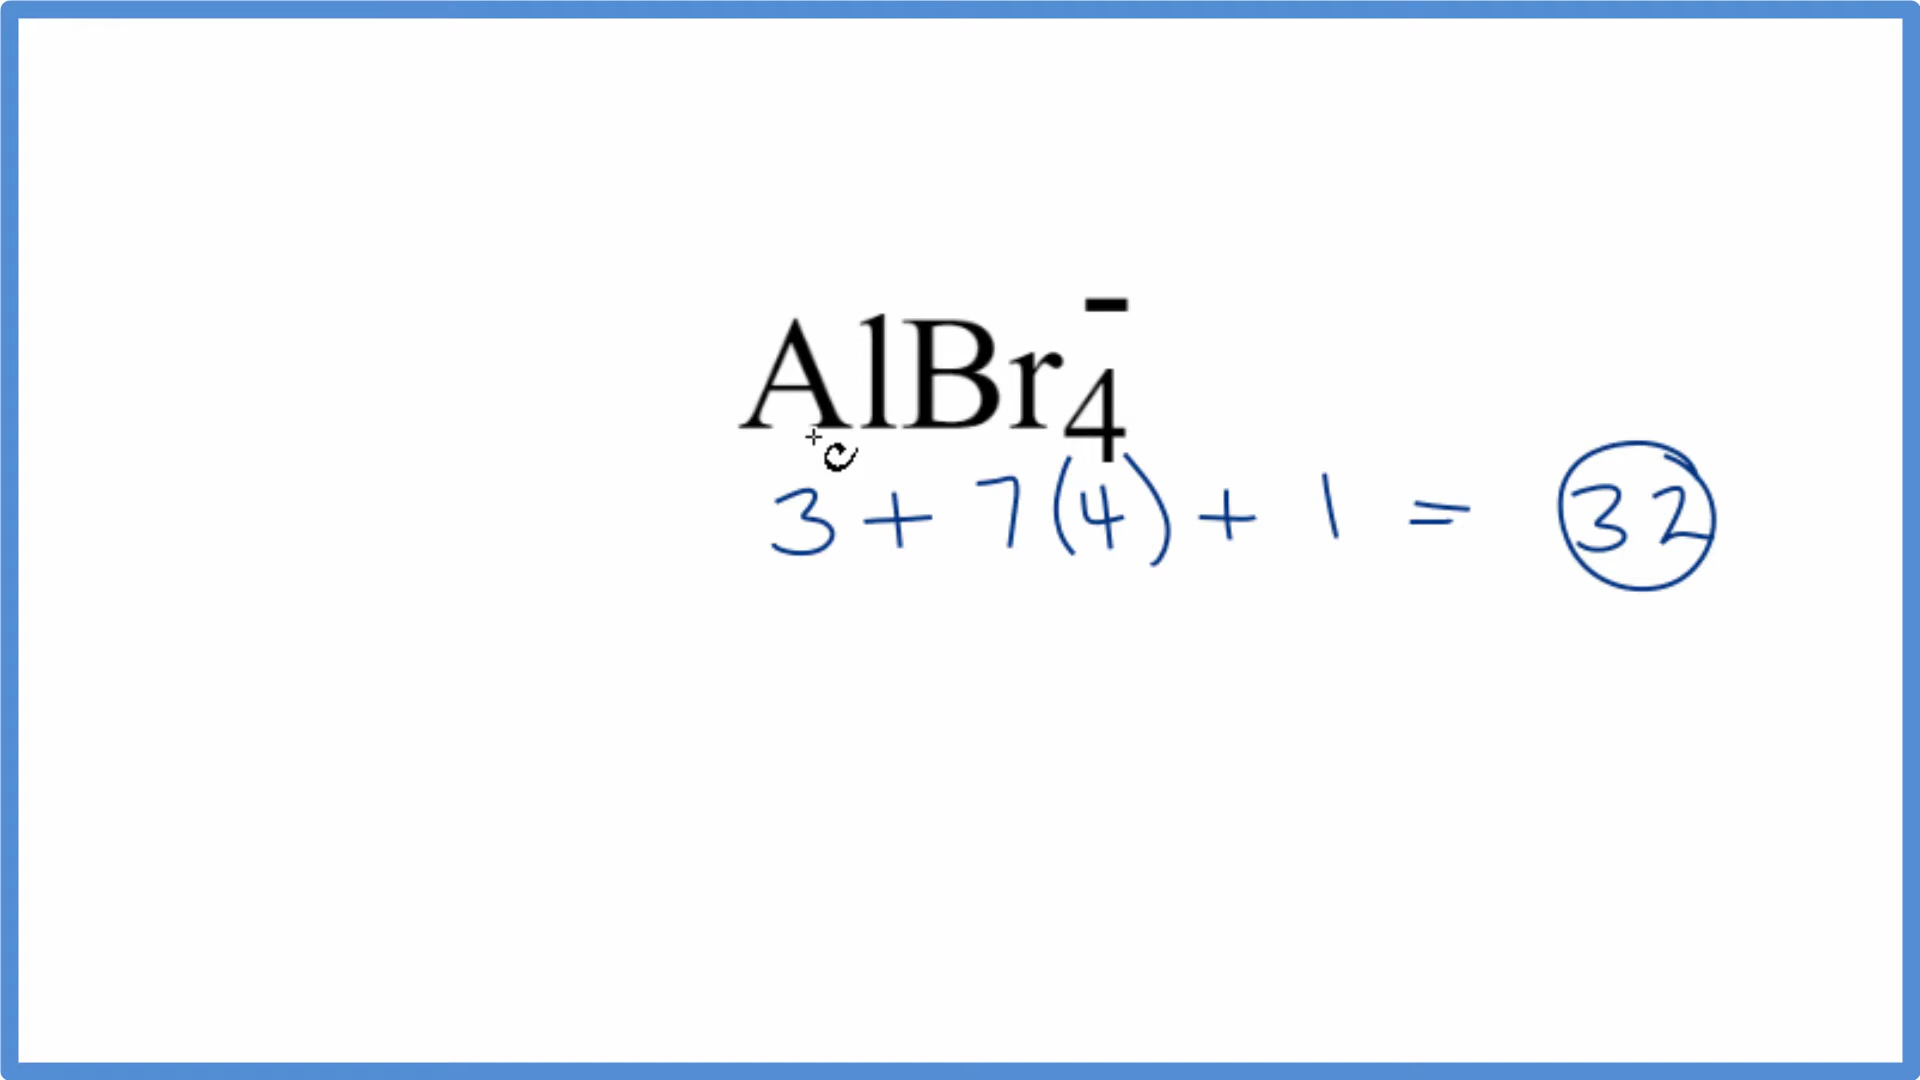 AlBr₄⁻
3 + 7(4) + 1 = 32